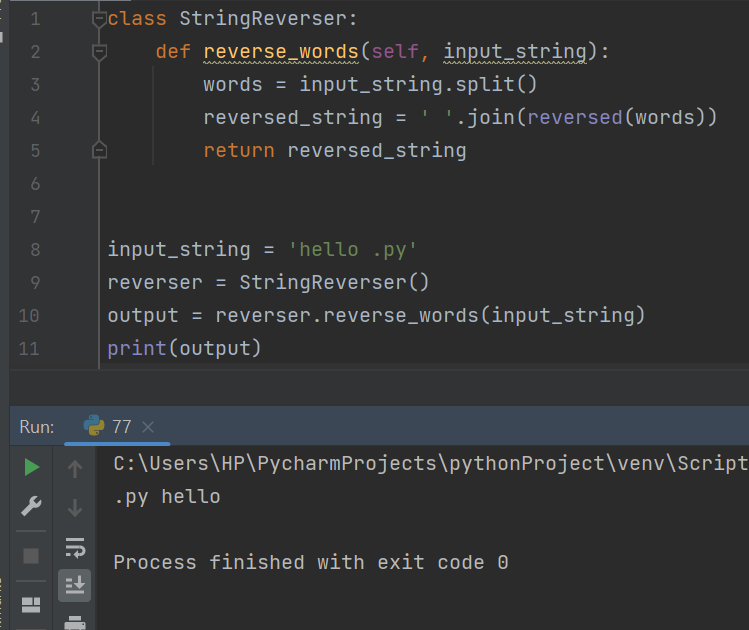 1 class StringReverser:
2     def reverse_words(self, input_string):
3         words = input_string.split()
4         reversed_string = ' '.join(reversed(words))
5         return reversed_string
6
7
8 input_string = 'hello .py'
9 reverser = StringReverser()
10 output = reverser.reverse_words(input_string)
11 print(output)
Run: 77
C:\Users\HP\PycharmProjects\pythonProject\venv\Script
.py hello
Process finished with exit code 0